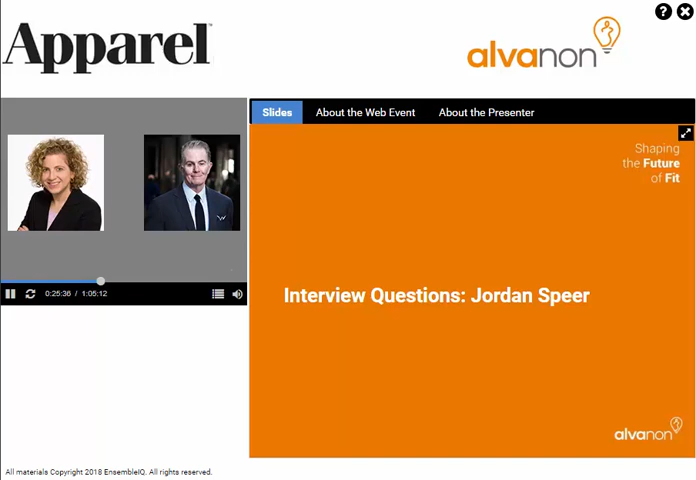 Apparel
alvanon
Slides
About the Web Event
About the Presenter
Shaping
the Future
of Fit
Interview Questions: Jordan Speer
0:25:36 / 1:05:12
alvanon
All materials Copyright 2018 EnsembleIQ. All rights reserved.